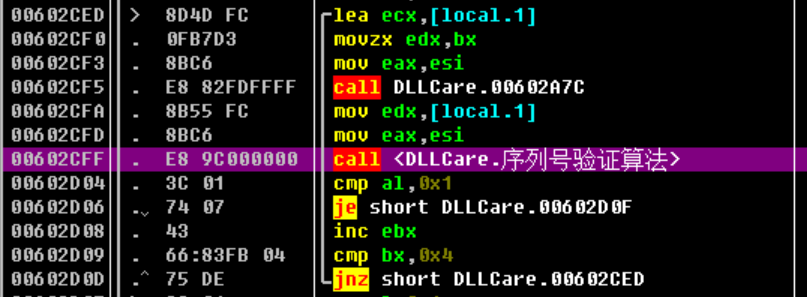 00602CED > 8D4D FC lea ecx,[local.1]
00602CF0 . 0FB7D3 movzx edx,bx
00602CF3 . 8BC6 mov eax,esi
00602CF5 . E8 82FDFFFF call DLLCare.00602A7C
00602CFA . 8B55 FC mov edx,[local.1]
00602CFD . 8BC6 mov eax,esi
00602CFF . E8 9C000000 call <DLLCare.序列号验证算法>
00602D04 . 3C 01 cmp al,0x1
00602D06 .˅ 74 07 je short DLLCare.00602D0F
00602D08 . 43 inc ebx
00602D09 . 66:83FB 04 cmp bx,0x4
00602D0D .^ 75 DE jnz short DLLCare.00602CED